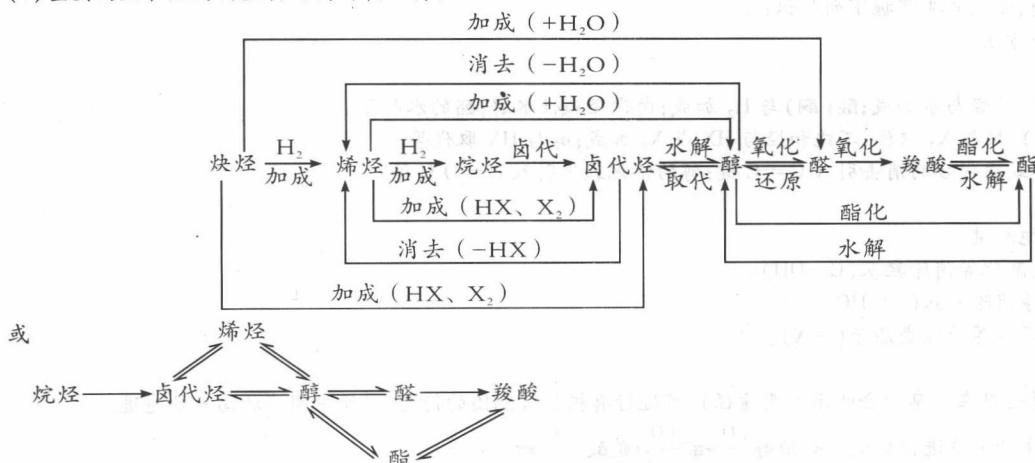 加成（+H₂O）
消去（-H₂O）
加成（+H₂O）
炔烃 H₂ 加成 烯烃 H₂ 加成 烷烃 卤代 卤代烃 水解 取代 醇 氧化 还原 醛 氧化 羧酸 酯化 水解 酯
加成（HX、X₂） 酯化
消去（-HX） 水解
加成（HX、X₂）
或
烯烃
烷烃 卤代烃 醇 醛 羧酸
酯